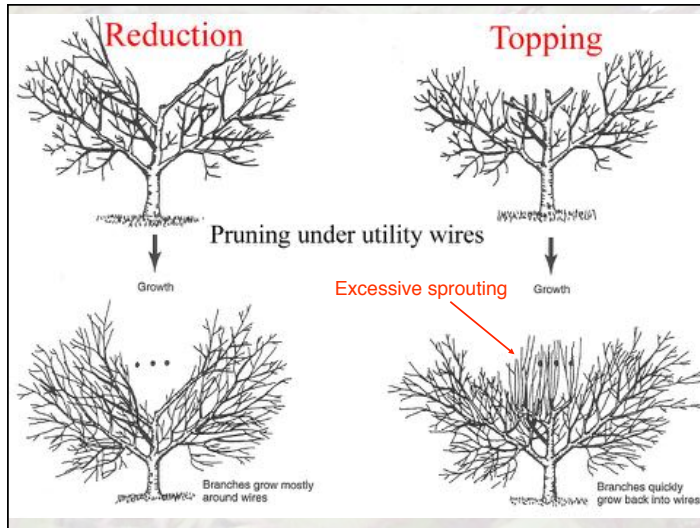 Reduction
Topping
Pruning under utility wires
Growth
Excessive sprouting
Growth
Branches grow mostly
around wires
Branches quickly
grow back into wires